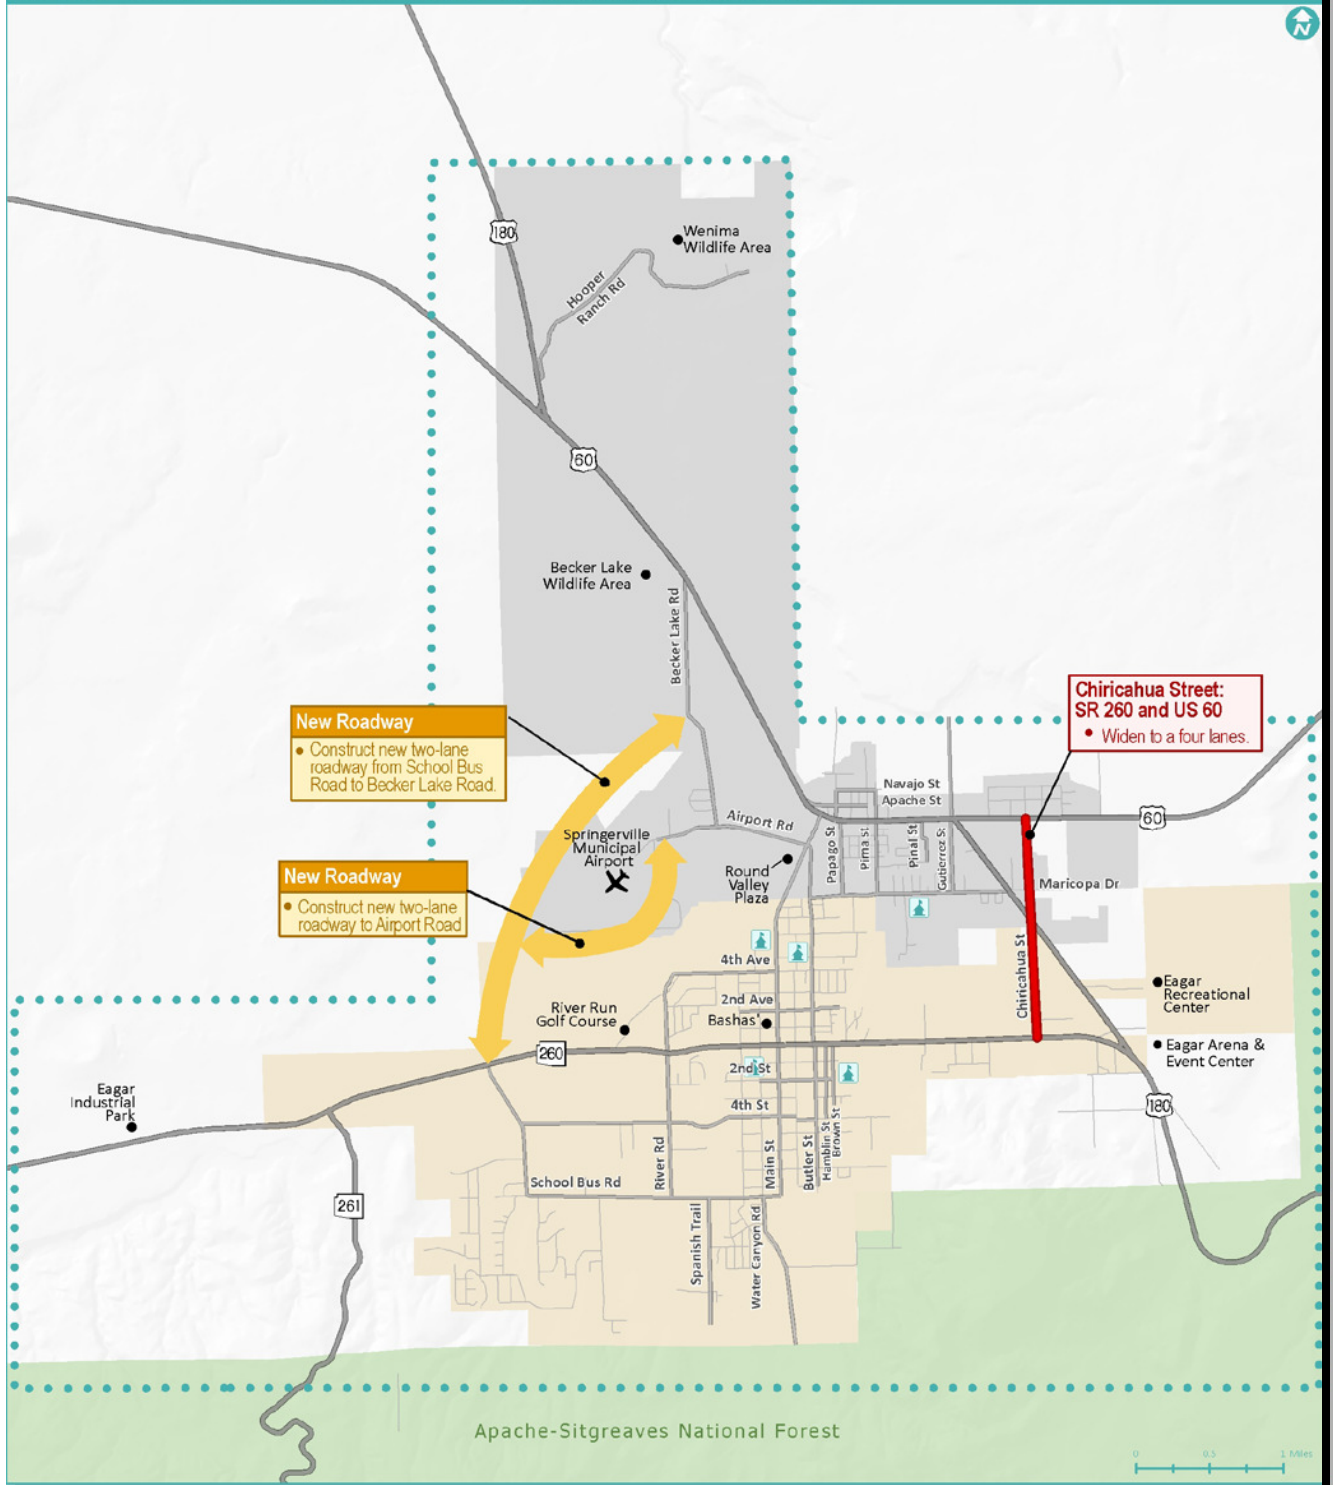 N
180
Wenima
Wildlife Area
Hooper
Ranch Rd
60
Becker Lake
Wildlife Area
Becker Lake Rd
Chiricahua Street:
SR 260 and US 60
• Widen to a four lanes.
New Roadway
• Construct new two-lane
roadway from School Bus
Road to Becker Lake Road.
Navajo St
Apache St
60
Airport Rd
Springerville
Municipal
Airport
Papago St
Pima St
Pinal St
Gutierrez St
Round
Valley
Plaza
Maricopa Dr
New Roadway
• Construct new two-lane
roadway to Airport Road
Chiricahua St
4th Ave
2nd Ave
Bashas'
River Run
Golf Course
Eagar
Recreational
Center
260
Eagar Arena &
Event Center
2nd St
Eagar
Industrial
Park
4th St
180
River Rd
Main St
Butler St
Hamblin St
Brown St
School Bus Rd
261
Spanish Trail
Water Canyon Rd
Apache-Sitgreaves National Forest
0 0.5 1 Miles